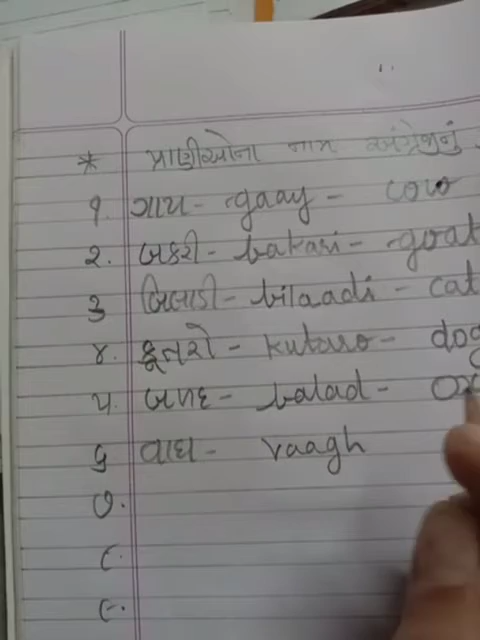 * પ્રાણીઓના નામ અંગ્રેજીનું
૧. ગાય - gaay - cow
૨. બકરી - bakari - goat
૩ બિલાડી - bilaadi - cat
૪. કૂતરો - kutaro - dog
૫. બળદ - balad - ox
૬ વાઘ - vaagh
૭.
૮.
૯.